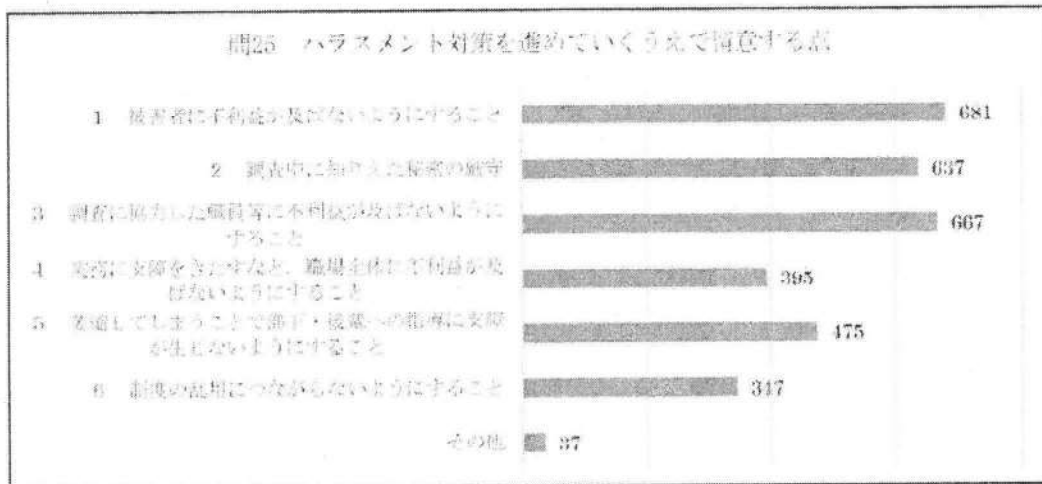 問25 ハラスメント対策を進めていくうえで留意する点
1 被害者に不利益が及ばないようにすること 681
2 調査中に知りえた秘密の厳守 637
3 調査に協力した職員等に不利益が及ばないように
すること 667
4 業務に支障をきたすなど、職場全体に不利益が及
ばないようにすること 395
5 してしまうことで部下・後輩への指導に支障
が生じないようにすること 475
6 制度の乱用につながらないようにすること 347
その他 37